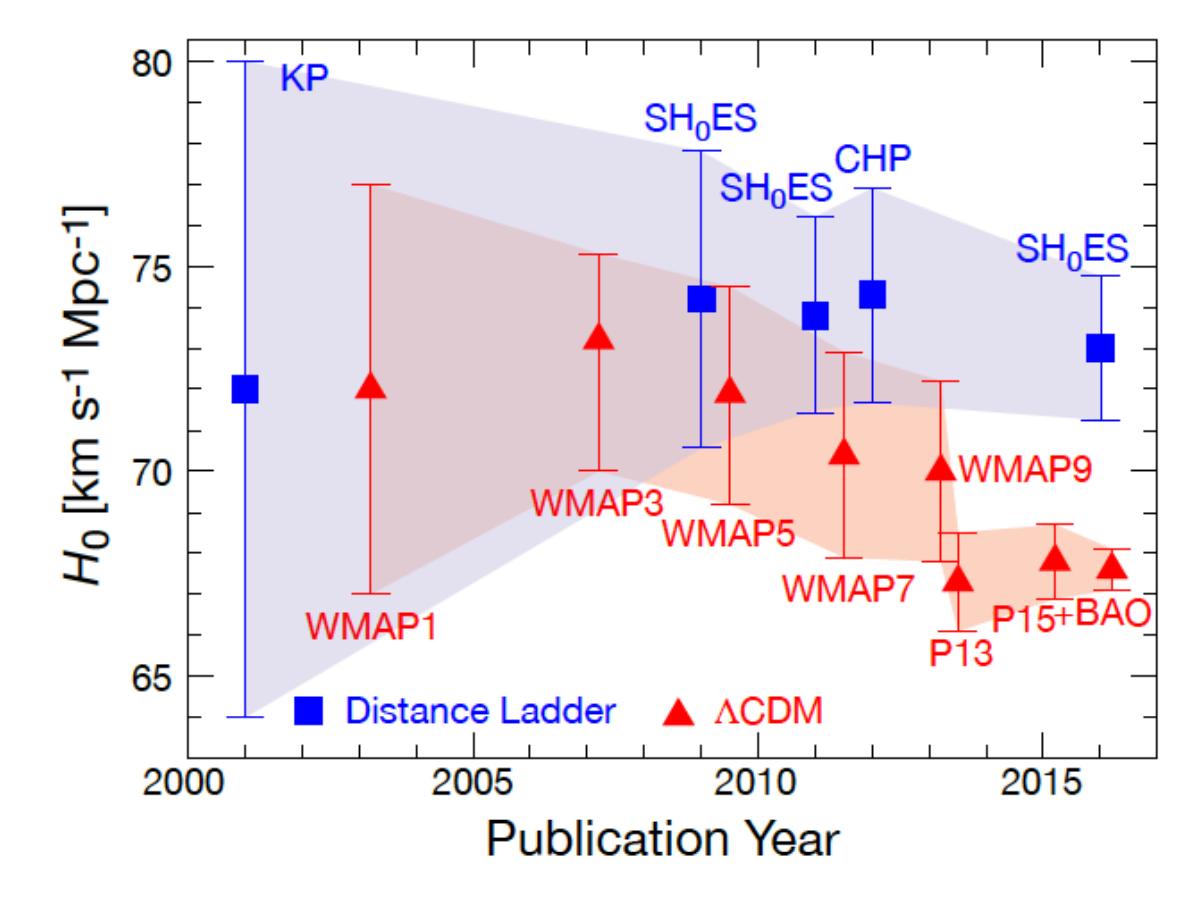 80
KP
SH₀ES
CHP
SH₀ES
SH₀ES
75
H₀ [km s⁻¹ Mpc⁻¹]
70
WMAP9
WMAP3
WMAP5
WMAP7
P15+BAO
WMAP1
P13
65
Distance Ladder
ΛCDM
2000
2005
2010
2015
Publication Year